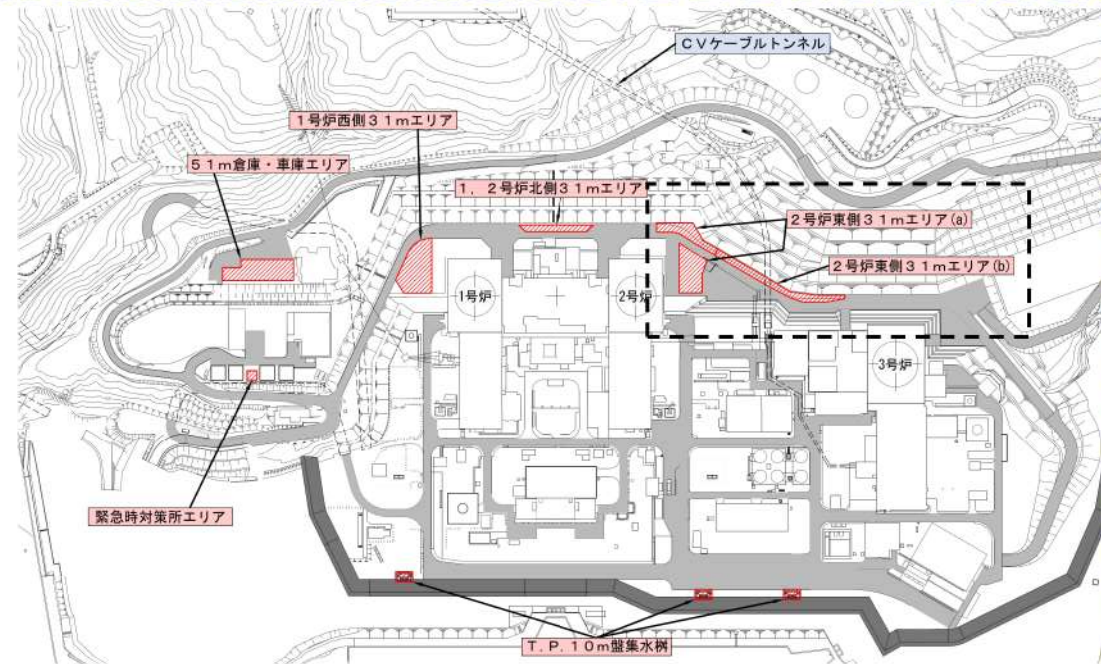 CVケーブルトンネル
1号炉西側31mエリア
51m倉庫・車庫エリア
1,2号炉北側31mエリア
2号炉東側31mエリア(a)
2号炉東側31mエリア(b)
1号炉
2号炉
3号炉
緊急時対策所エリア
T.P.10m盤集水桝
D